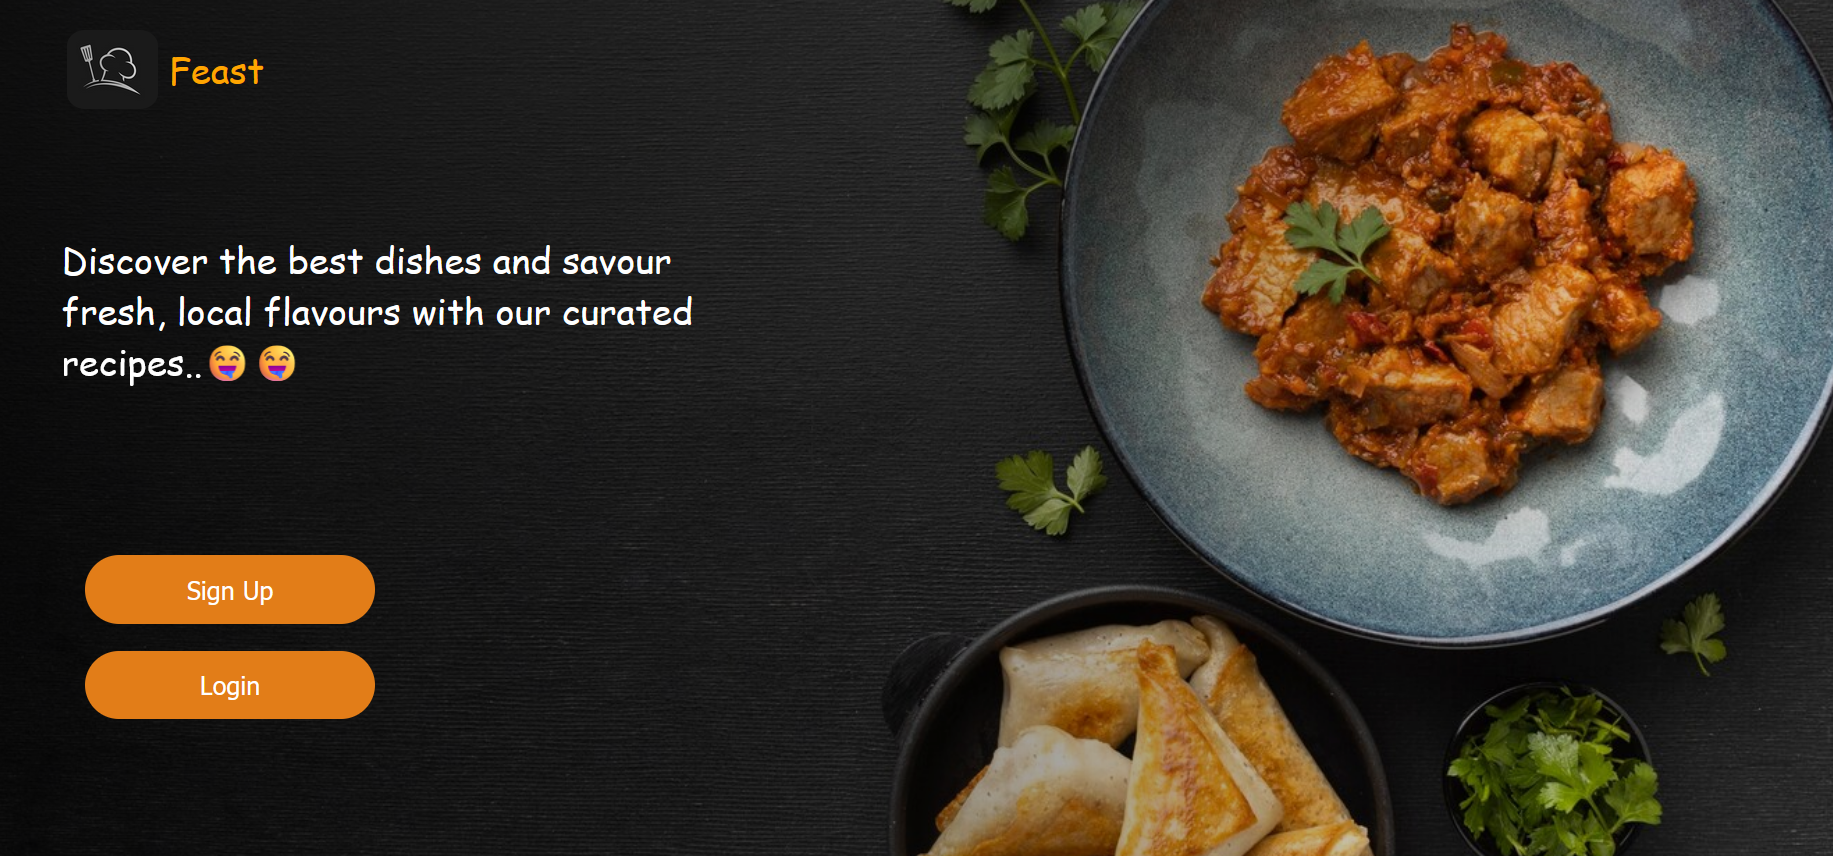 Feast
Discover the best dishes and savour
fresh, local flavours with our curated
recipes..🤤 🤤
Sign Up
Login